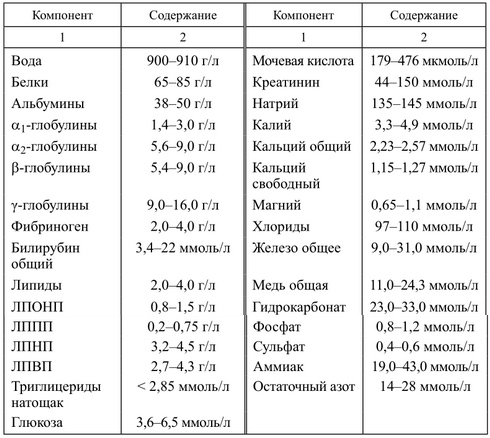 Компонент Содержание Компонент Содержание
1 2 1 2
Вода 900–910 г/л Мочевая кислота 179–476 мкмоль/л
Белки 65–85 г/л Креатинин 44–150 ммоль/л
Альбумины 38–50 г/л Натрий 135–145 ммоль/л
α1-глобулины 1,4–3,0 г/л Калий 3,3–4,9 ммоль/л
α2-глобулины 5,6–9,0 г/л Кальций общий 2,23–2,57 ммоль/л
β-глобулины 5,4–9,0 г/л Кальций 1,15–1,27 ммоль/л
свободный
γ-глобулины 9,0–16,0 г/л Магний 0,65–1,1 ммоль/л
Фибриноген 2,0–4,0 г/л Хлориды 97–110 ммоль/л
Билирубин 3,4–22 ммоль/л Железо общее 9,0–31,0 ммоль/л
общий
Липиды 2,0–4,0 г/л Медь общая 11,0–24,3 ммоль/л
ЛПОНП 0,8–1,5 г/л Гидрокарбонат 23,0–33,0 ммоль/л
ЛППП 0,2–0,75 г/л Фосфат 0,8–1,2 ммоль/л
ЛПНП 3,2–4,5 г/л Сульфат 0,4–0,6 ммоль/л
ЛПВП 2,7–4,3 г/л Аммиак 19,0–43,0 ммоль/л
Триглицериды < 2,85 ммоль/л Остаточный азот 14–28 ммоль/л
натощак
Глюкоза 3,6–6,5 ммоль/л